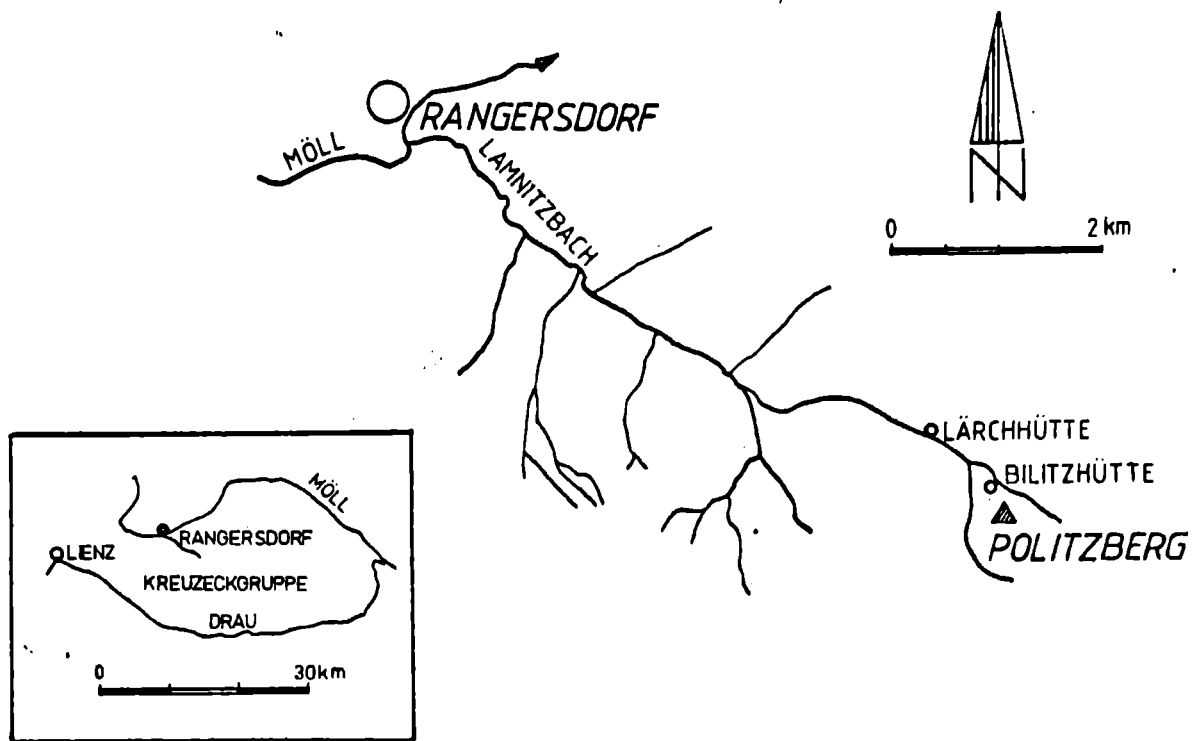 RANGERSDORF
MÖLL
LAMNITZBACH
N
0 2 km
LÄRCHHÜTTE
BILITZHÜTTE
POLITZBERG
MÖLL
RANGERSDORF
LIENZ
KREUZECKGRUPPE
DRAU
0 30km